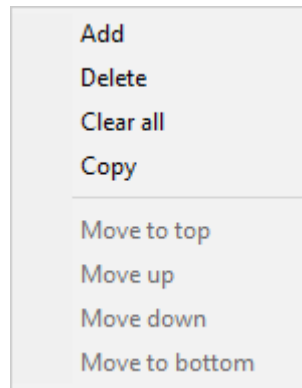 Add
Delete
Clear all
Copy
Move to top
Move up
Move down
Move to bottom